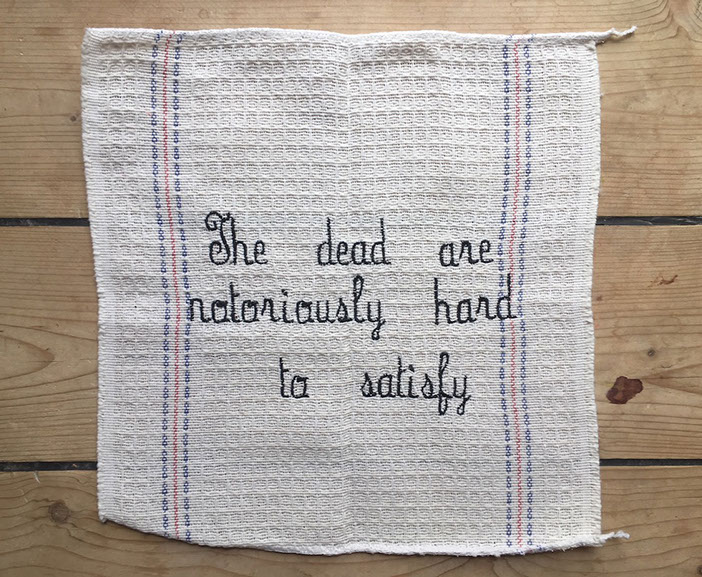 The dead are
notoriously hard
to satisfy